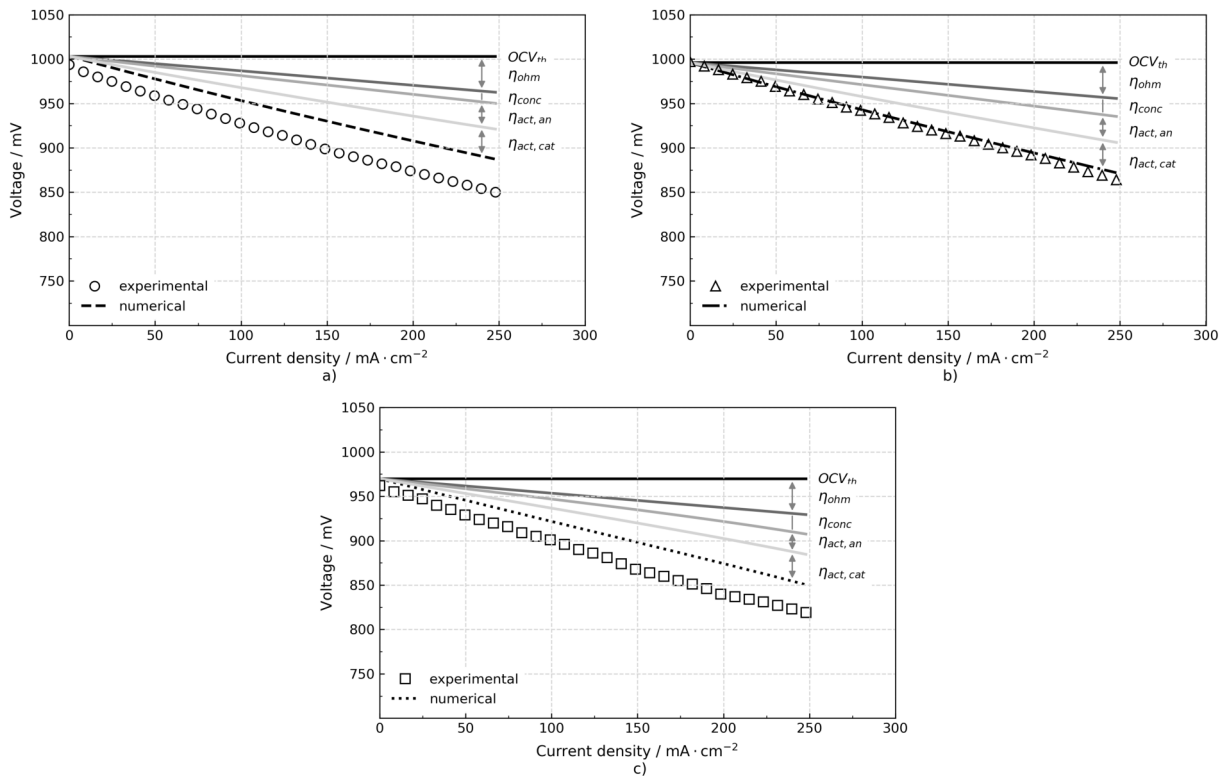 1050
1000
950
900
850
800
750
Voltage / mV
OCV_th
η_ohm
η_conc
η_act, an
η_act, cat
experimental
numerical
0 50 100 150 200 250 300
Current density / mA · cm⁻²
a)
1050
1000
950
900
850
800
750
Voltage / mV
OCV_th
η_ohm
η_conc
η_act, an
η_act, cat
experimental
numerical
0 50 100 150 200 250 300
Current density / mA · cm⁻²
b)
1050
1000
950
900
850
800
750
Voltage / mV
OCV_th
η_ohm
η_conc
η_act, an
η_act, cat
experimental
numerical
0 50 100 150 200 250 300
Current density / mA · cm⁻²
c)